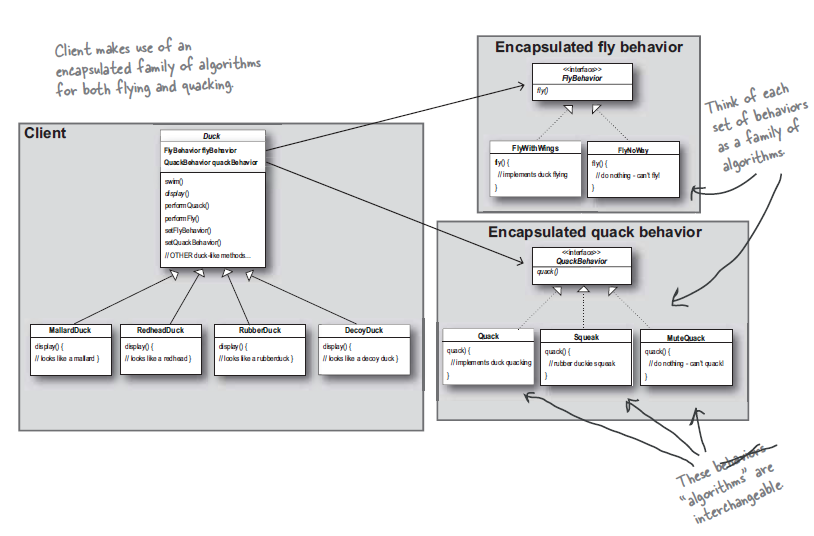 Client makes use of an
encapsulated family of algorithms
for both flying and quacking.
Client
Duck
FlyBehavior flyBehavior
QuackBehavior quackBehavior
swim()
display()
performQuack()
performFly()
setFlyBehavior()
setQuackBehavior()
// OTHER duck-like methods...
MallardDuck
display() {
// looks like a mallard }
RedheadDuck
display() {
// looks like a redhead }
RubberDuck
display() {
// looks like a rubberduck }
DecoyDuck
display() {
// looks like a decoy duck }
Encapsulated fly behavior
<<interface>>
FlyBehavior
fly()
FlyWithWings
fly() {
// implements duck flying
}
FlyNoWay
fly() {
// do nothing - can't fly!
}
Think of each
set of behaviors
as a family of
algorithms.
Encapsulated quack behavior
<<interface>>
QuackBehavior
quack()
Quack
quack() {
// implements duck quacking
}
Squeak
quack() {
// rubber duckie squeak
}
MuteQuack
quack() {
// do nothing - can't quack!
}
These behaviors
“algorithms” are
interchangeable.